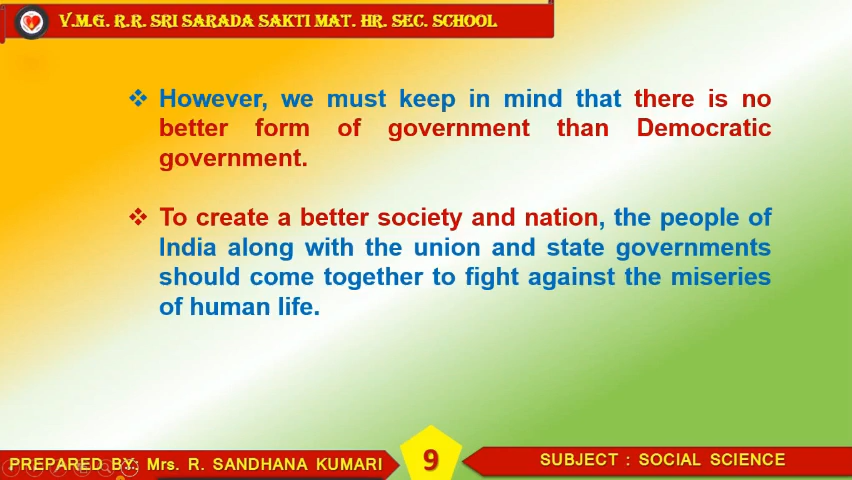 V.M.G. R.R. SRI SARADA SAKTI MAT. HR. SEC. SCHOOL
❖ However, we must keep in mind that there is no
better form of government than Democratic
government.
❖ To create a better society and nation, the people of
India along with the union and state governments
should come together to fight against the miseries
of human life.
PREPARED BY: Mrs. R. SANDHANA KUMARI
9
SUBJECT : SOCIAL SCIENCE